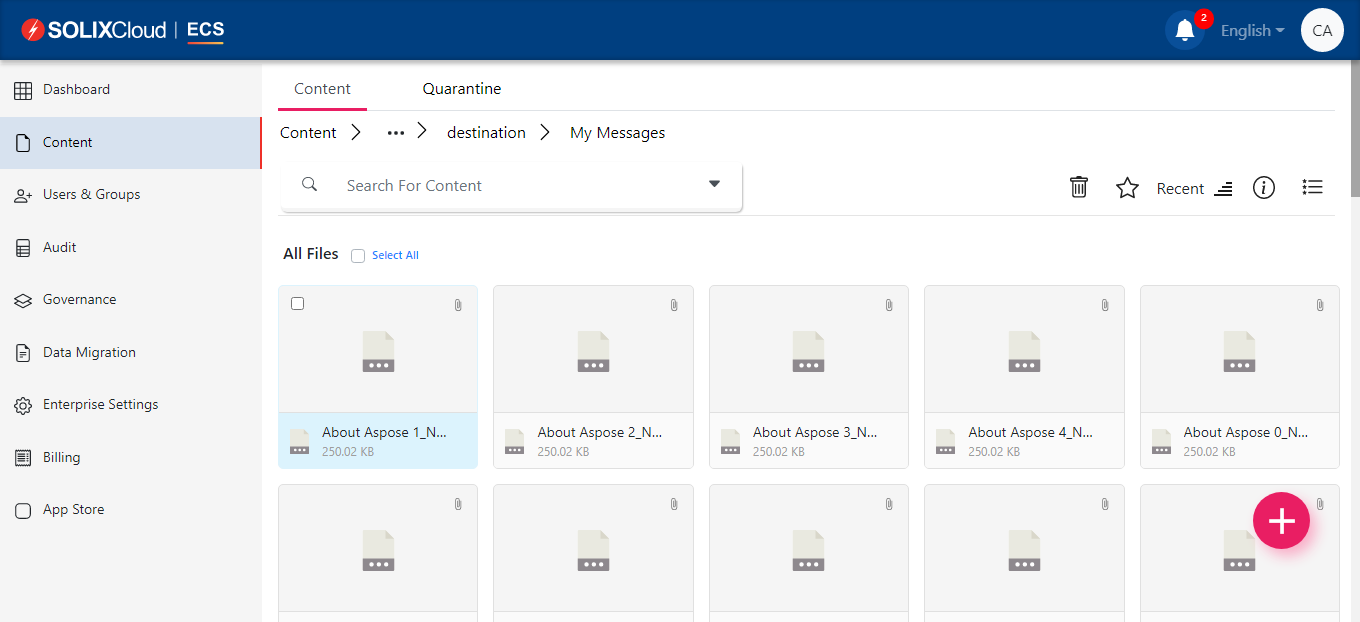 SOLIXCloud | ECS
2
English
CA
Dashboard
Content
Users & Groups
Audit
Governance
Data Migration
Enterprise Settings
Billing
App Store
Content
Quarantine
Content
destination
My Messages
Search For Content
Recent
All Files
Select All
About Aspose 1_N...
250.02 KB
About Aspose 2_N...
250.02 KB
About Aspose 3_N...
250.02 KB
About Aspose 4_N...
250.02 KB
About Aspose 0_N...
250.02 KB